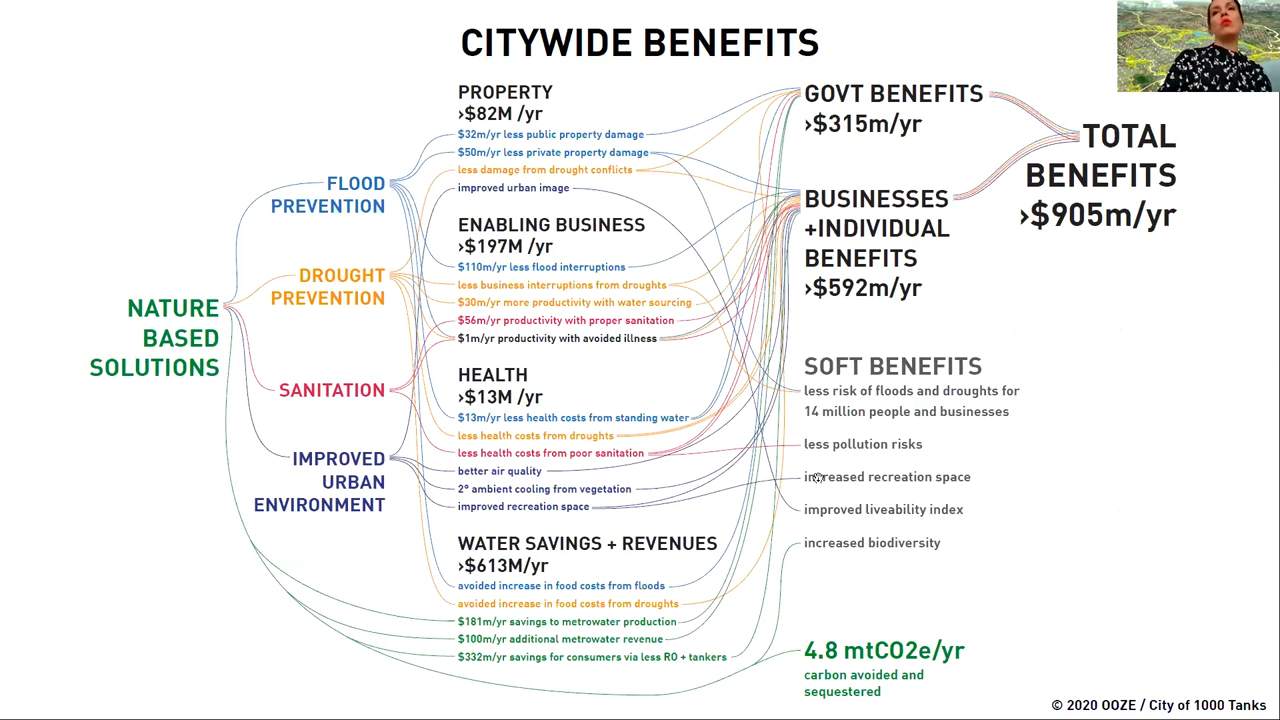 CITYWIDE BENEFITS
NATURE
BASED
SOLUTIONS
FLOOD
PREVENTION
DROUGHT
PREVENTION
SANITATION
IMPROVED
URBAN
ENVIRONMENT
PROPERTY
>$82M /yr
$32m/yr less public property damage
$50m/yr less private property damage
less damage from drought conflicts
improved urban image
ENABLING BUSINESS
>$197M /yr
$110m/yr less flood interruptions
less business interruptions from droughts
$30m/yr more productivity with water sourcing
$56m/yr productivity with proper sanitation
$1m/yr productivity with avoided illness
HEALTH
>$13M /yr
$13m/yr less health costs from standing water
less health costs from droughts
less health costs from poor sanitation
better air quality
2° ambient cooling from vegetation
improved recreation space
WATER SAVINGS + REVENUES
>$613M/yr
avoided increase in food costs from floods
avoided increase in food costs from droughts
$181m/yr savings to metrowater production
$100m/yr additional metrowater revenue
$332m/yr savings for consumers via less RO + tankers
GOVT BENEFITS
>$315m/yr
BUSINESSES
+INDIVIDUAL
BENEFITS
>$592m/yr
TOTAL
BENEFITS
>$905m/yr
SOFT BENEFITS
less risk of floods and droughts for
14 million people and businesses
less pollution risks
increased recreation space
improved liveability index
increased biodiversity
4.8 mtCO2e/yr
carbon avoided and
sequestered
© 2020 OOZE / City of 1000 Tanks